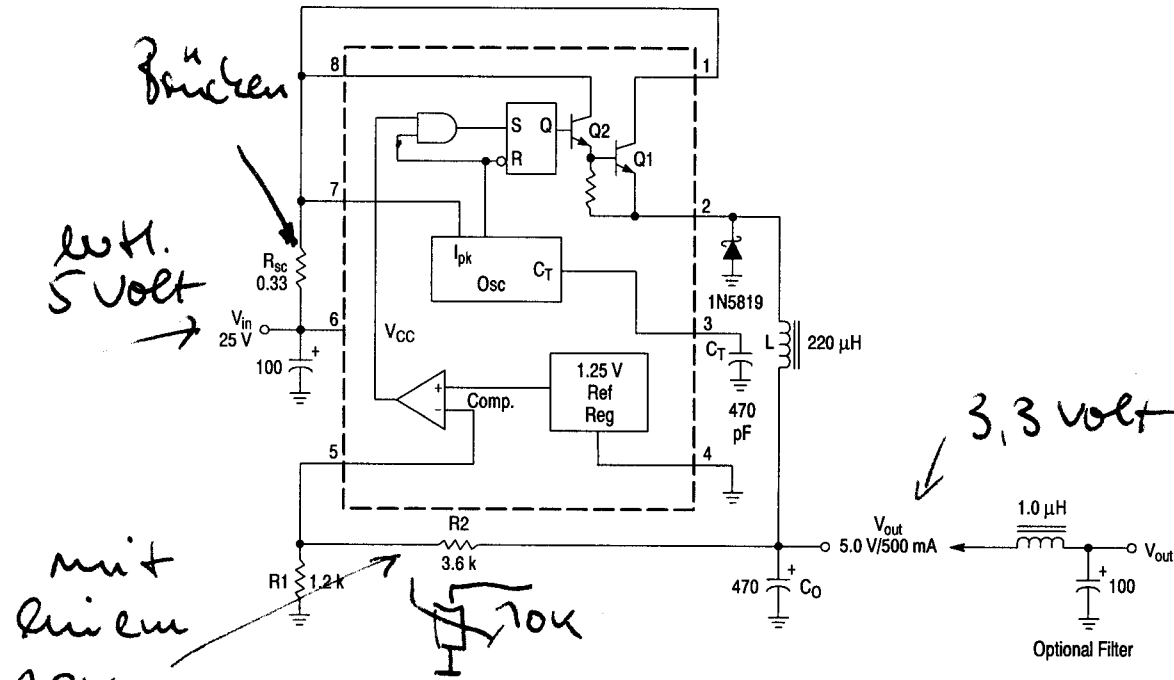 Brücken
8
1
S
Q
Q2
R
Q1
7
2
evtl.
5 Volt
Rsc
0.33
Ipk
CT
Osc
1N5819
Vin
25 V
6
VCC
3
CT
470
pF
L
220 µH
100
+
+
-
Comp.
1.25 V
Ref
Reg
5
4
3,3 Volt
R2
3.6 k
Vout
5.0 V/500 mA
1.0 µH
Vout
mit
einem
R1
1.2 k
10K
470
+
CO
+
100
Optional Filter